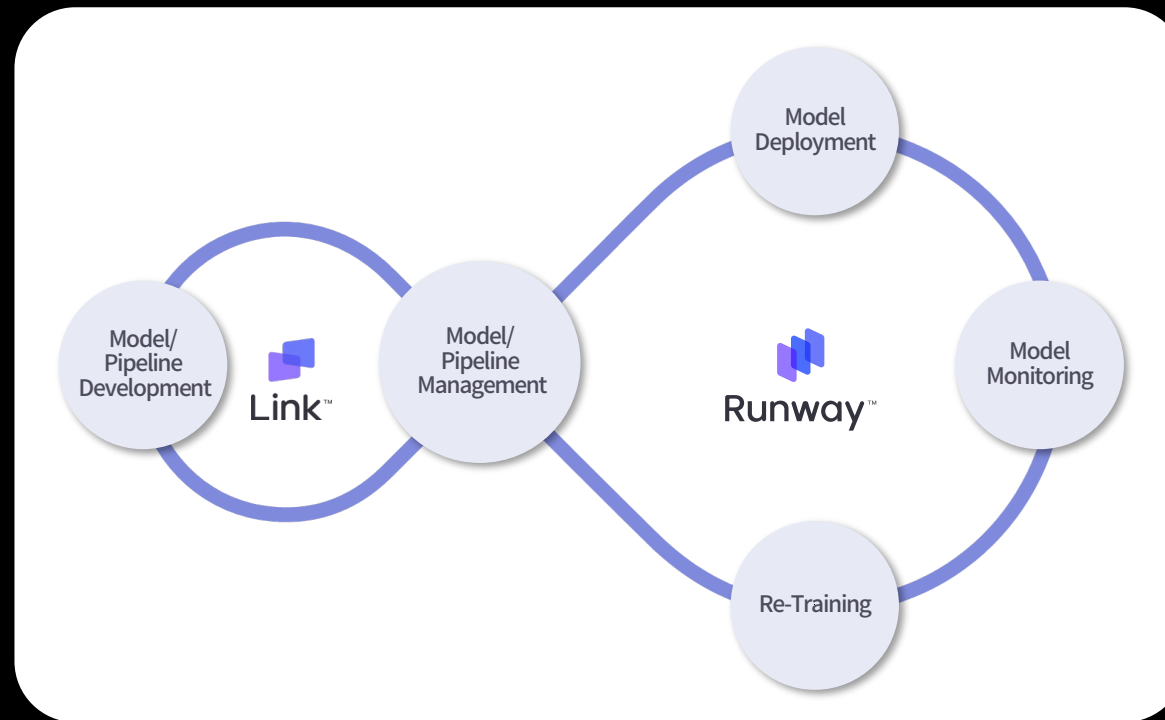 Model
Deployment
Model/
Pipeline
Development
Link™
Model/
Pipeline
Management
Runway™
Model
Monitoring
Re-Training